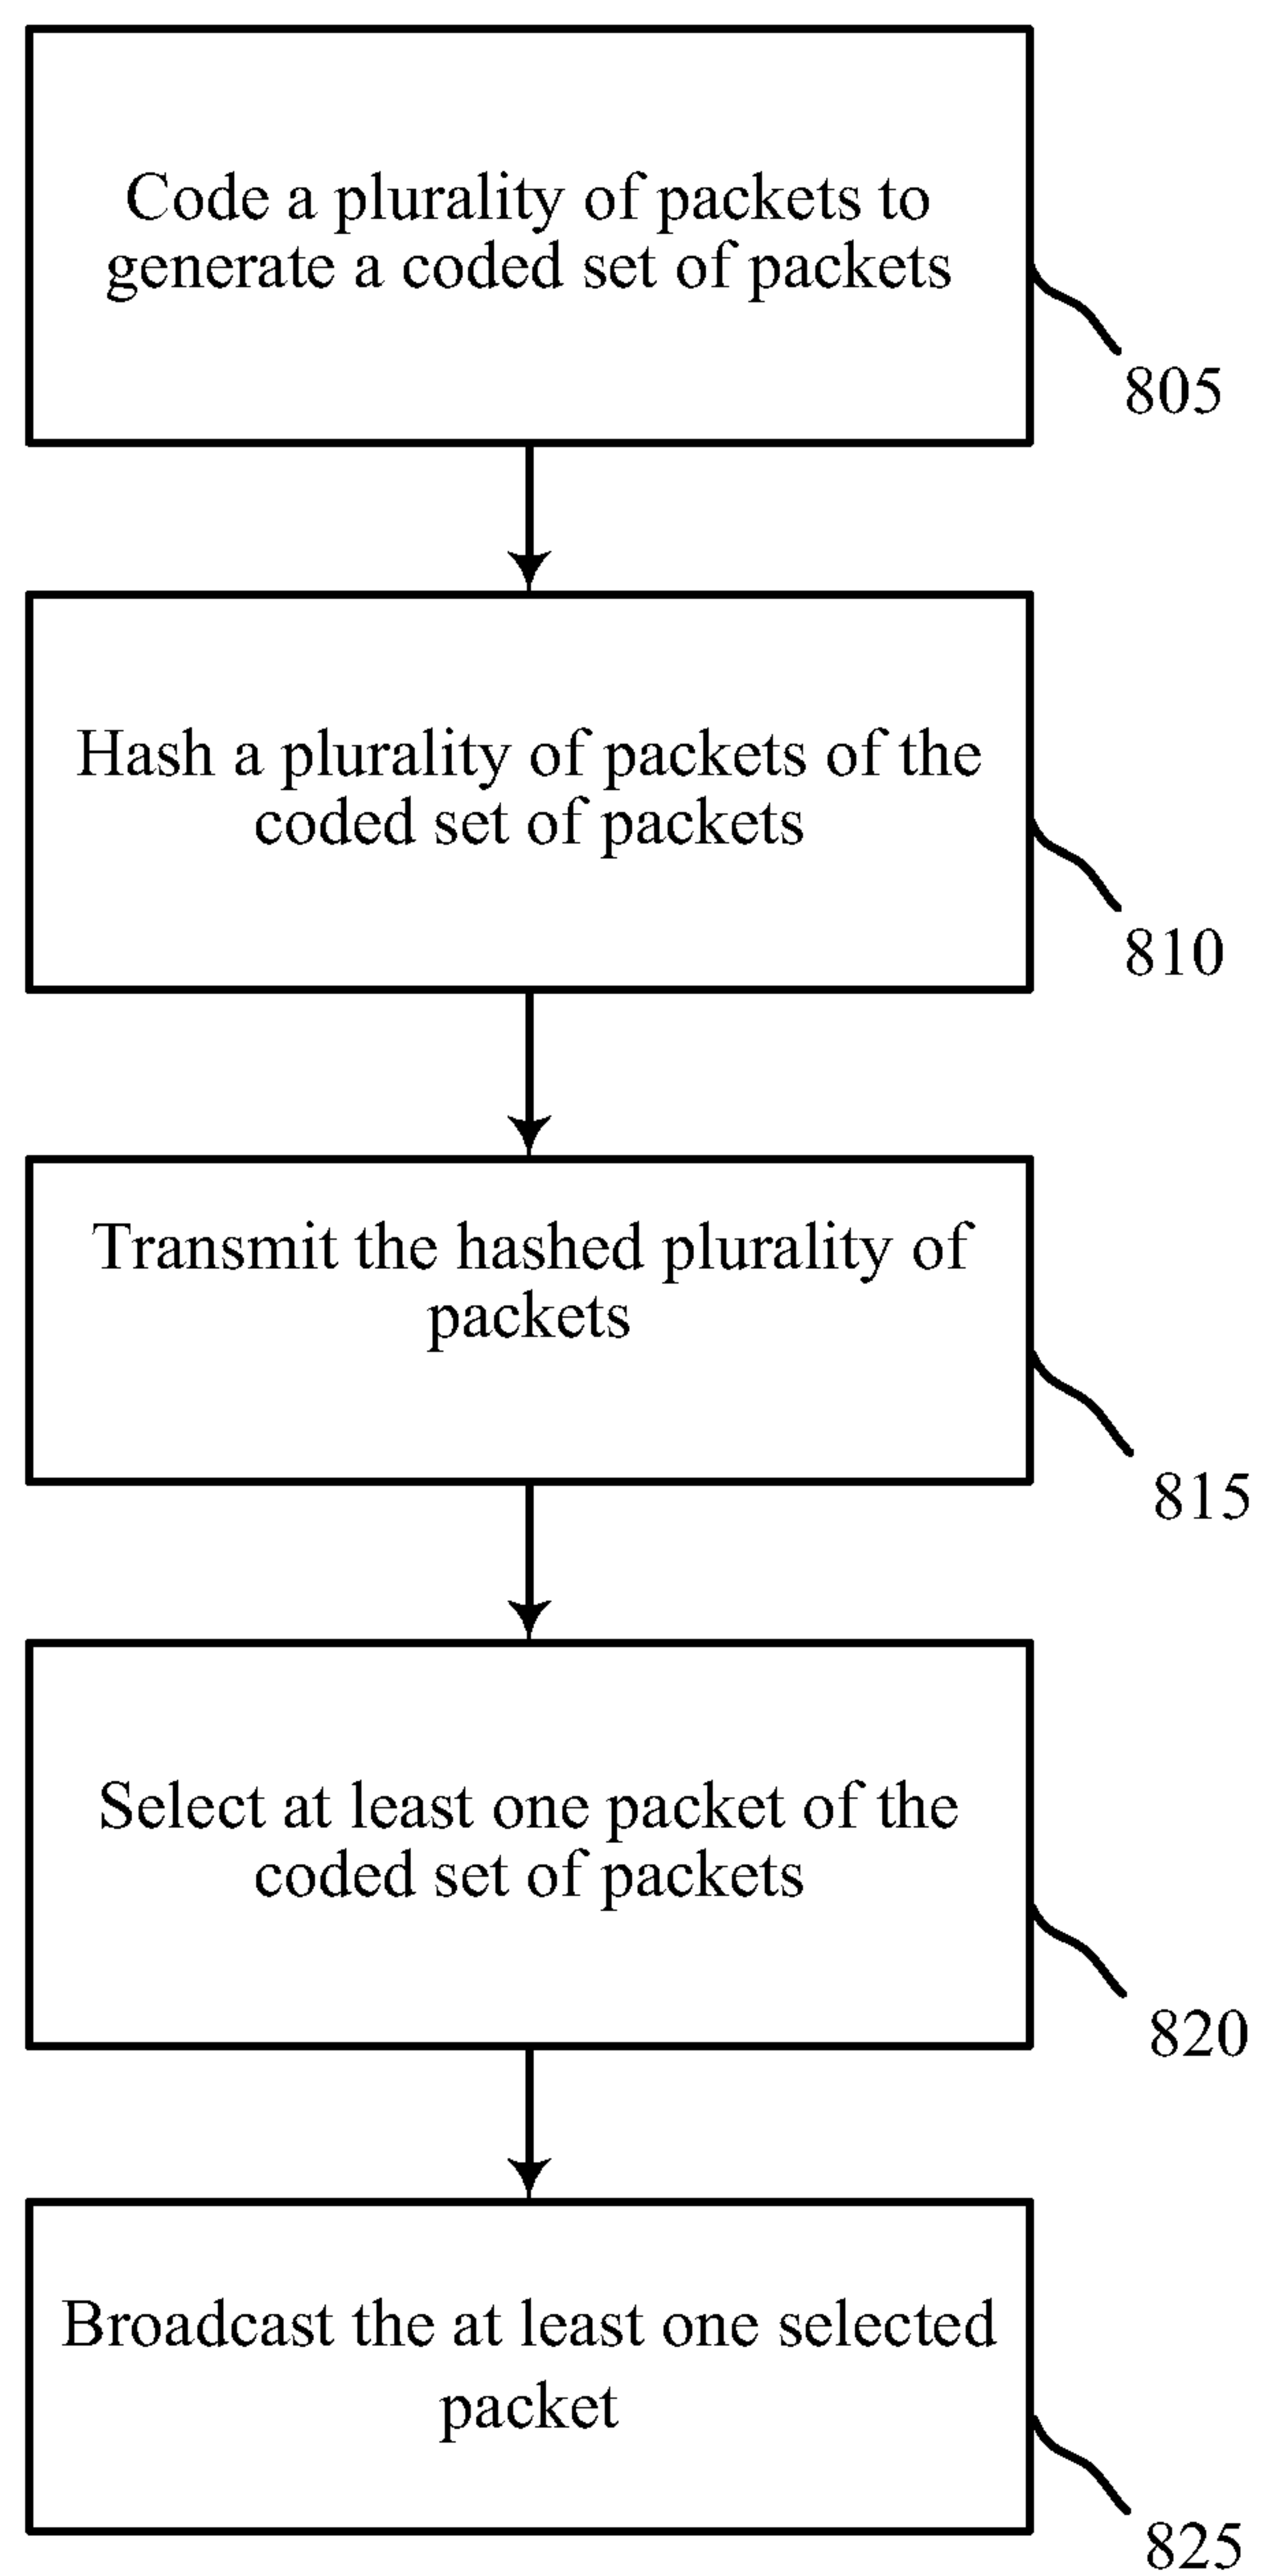 Code a plurality of packets to
generate a coded set of packets
805
Hash a plurality of packets of the
coded set of packets
810
Transmit the hashed plurality of
packets
815
Select at least one packet of the
coded set of packets
820
Broadcast the at least one selected
packet
825